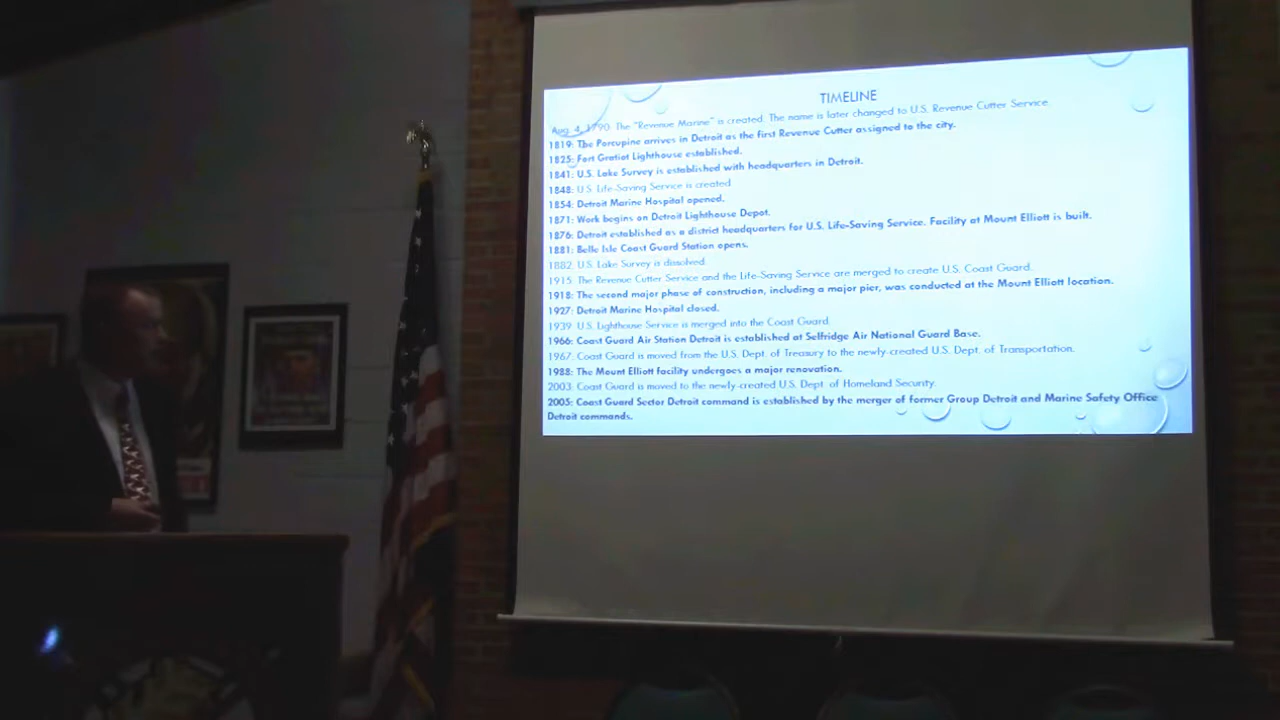 TIMELINE
Aug. 4, 1790: The "Revenue Marine" is created. The name is later changed to U.S. Revenue Cutter Service.
1819: The Porcupine arrives in Detroit as the first Revenue Cutter assigned to the city.
1825: Fort Gratiot Lighthouse established.
1841: U.S. Lake Survey is established with headquarters in Detroit.
1848: U.S. Life-Saving Service is created
1854: Detroit Marine Hospital opened.
1871: Work begins on Detroit Lighthouse Depot.
1876: Detroit established as a district headquarters for U.S. Life-Saving Service. Facility at Mount Elliott is built.
1881: Belle Isle Coast Guard Station opens.
1882: U.S. Lake Survey is dissolved.
1915: The Revenue Cutter Service and the Life-Saving Service are merged to create U.S. Coast Guard.
1918: The second major phase of construction, including a major pier, was conducted at the Mount Elliott location.
1927: Detroit Marine Hospital closed.
1939: U.S. Lighthouse Service is merged into the Coast Guard.
1966: Coast Guard Air Station Detroit is established at Selfridge Air National Guard Base.
1967: Coast Guard is moved from the U.S. Dept. of Treasury to the newly-created U.S. Dept. of Transportation.
1988: The Mount Elliott facility undergoes a major renovation.
2003: Coast Guard is moved to the newly-created U.S. Dept. of Homeland Security.
2005: Coast Guard Sector Detroit command is established by the merger of former Group Detroit and Marine Safety Office
Detroit commands.